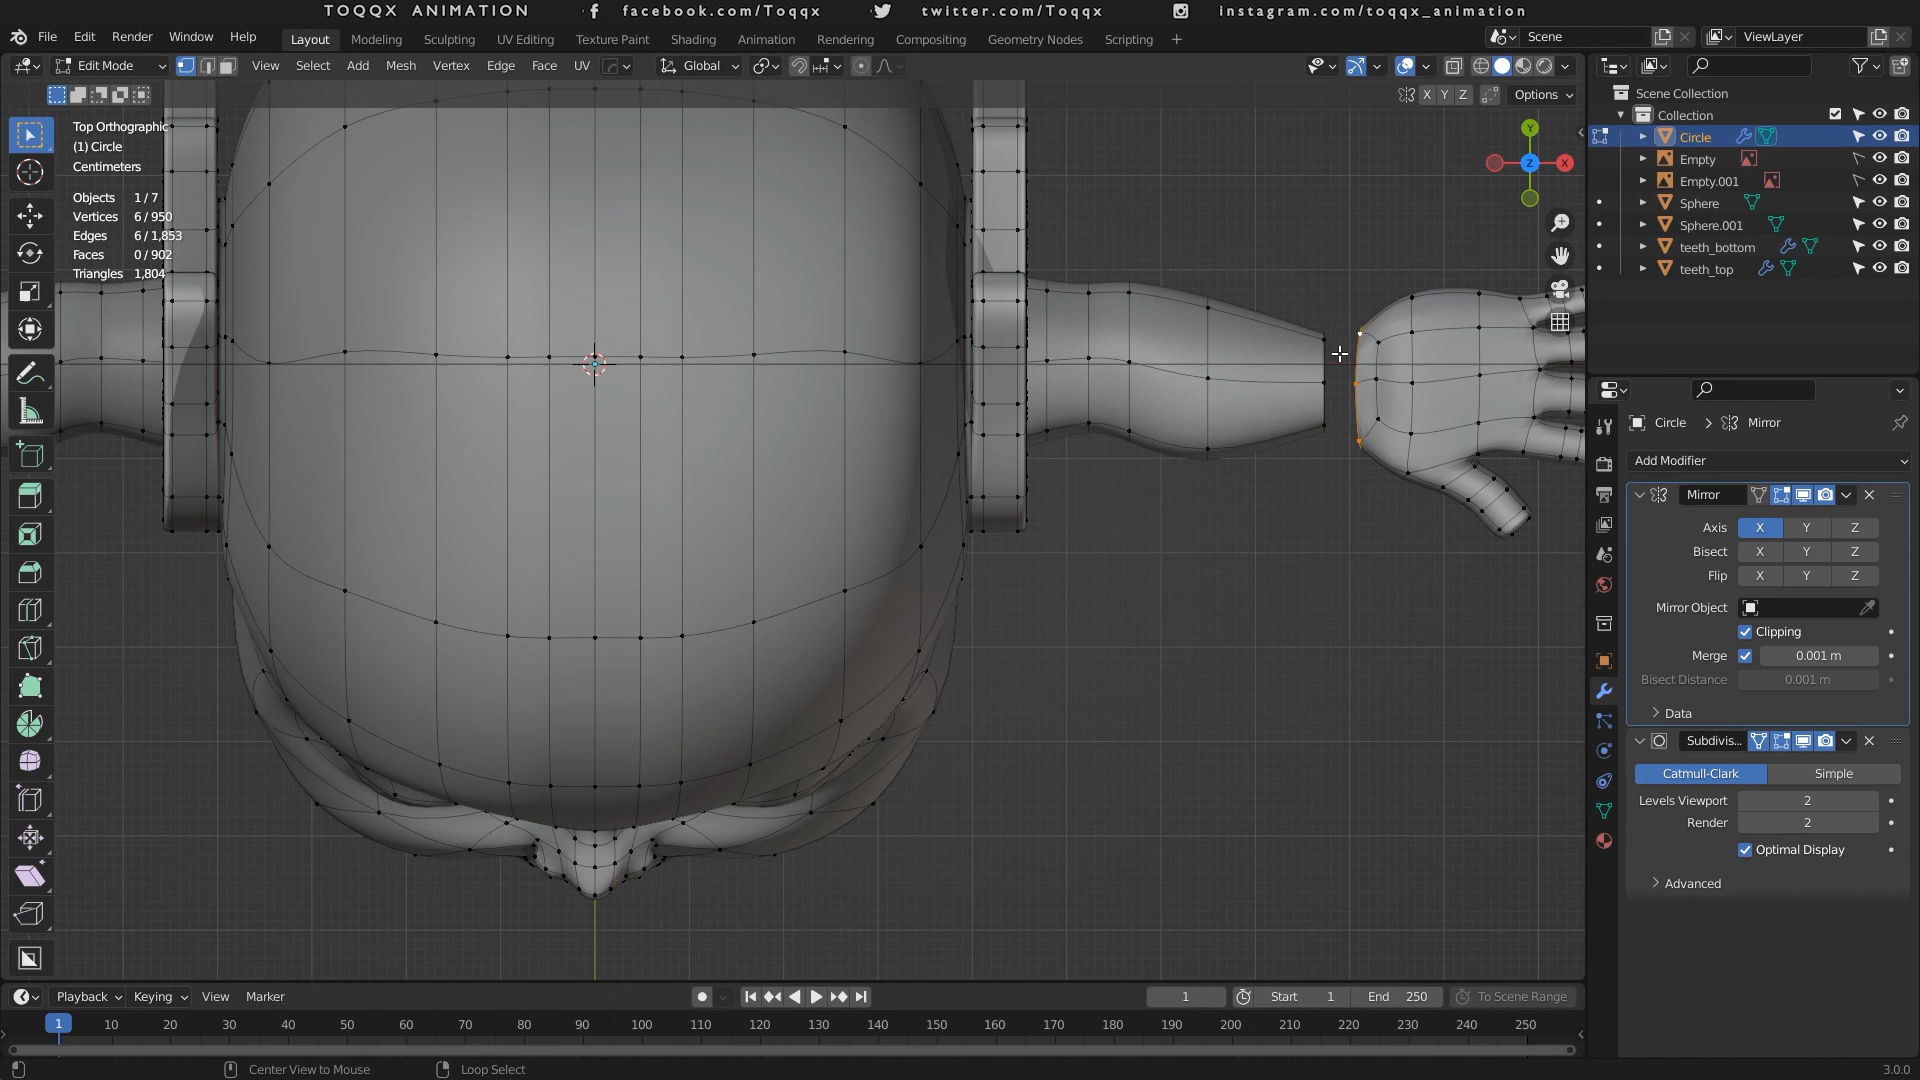 TOQQX ANIMATION facebook.com/Toqqx twitter.com/Toqqx instagram.com/toqqx_animation
File Edit Render Window Help Layout Modeling Sculpting UV Editing Texture Paint Shading Animation Rendering Compositing Geometry Nodes Scripting + Scene ViewLayer
Edit Mode View Select Add Mesh Vertex Edge Face UV Global
X Y Z Options
Top Orthographic
(1) Circle
Centimeters
Objects 1 / 7
Vertices 6 / 950
Edges 6 / 1,853
Faces 0 / 902
Triangles 1,804
Y
Z X
Scene Collection
Collection
Circle
Empty
Empty.001
Sphere
Sphere.001
teeth_bottom
teeth_top
Circle > Mirror
Add Modifier
Mirror
Axis X Y Z
Bisect X Y Z
Flip X Y Z
Mirror Object
Clipping
Merge 0.001 m
Bisect Distance 0.001 m
Data
Subdivis...
Catmull-Clark Simple
Levels Viewport 2
Render 2
Optimal Display
Advanced
Playback Keying View Marker 1 Start 1 End 250 To Scene Range
1 10 20 30 40 50 60 70 80 90 100 110 120 130 140 150 160 170 180 190 200 210 220 230 240 250
Center View to Mouse Loop Select 3.0.0